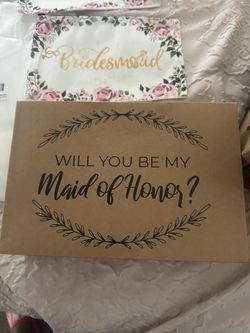 Bridesmaid
WILL YOU BE MY
Maid of Honor?